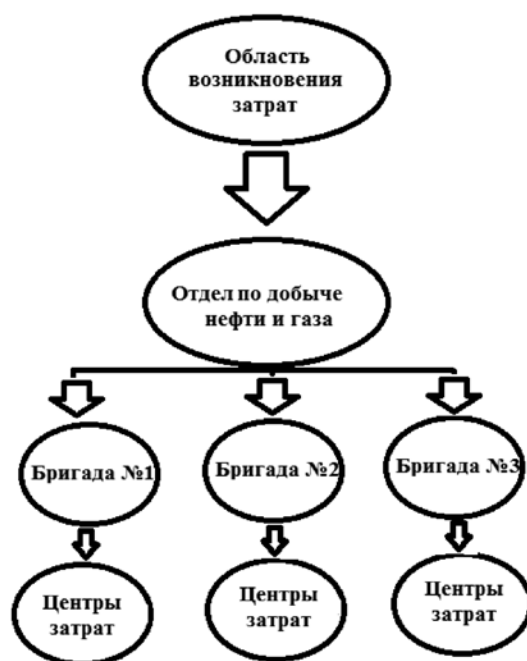 Область
возникновения
затрат
Отдел по добыче
нефти и газа
Бригада №1
Бригада №2
Бригада №3
Центры
затрат
Центры
затрат
Центры
затрат